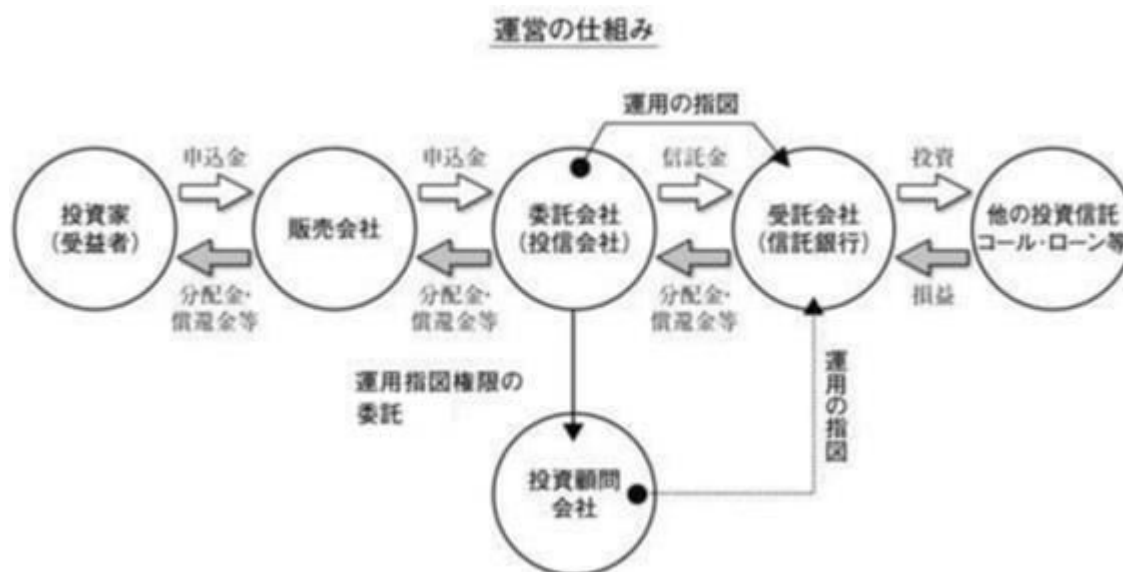 運営の仕組み
運用の指図
申込金
申込金
信託金
投資
投資家
(受益者)
販売会社
委託会社
(投信会社)
受託会社
(信託銀行)
他の投資信託
コール・ローン等
分配金・
償還金等
分配金・
償還金等
分配金・
償還金等
損益
運用指図権限の
委託
運用の指図
投資顧問
会社